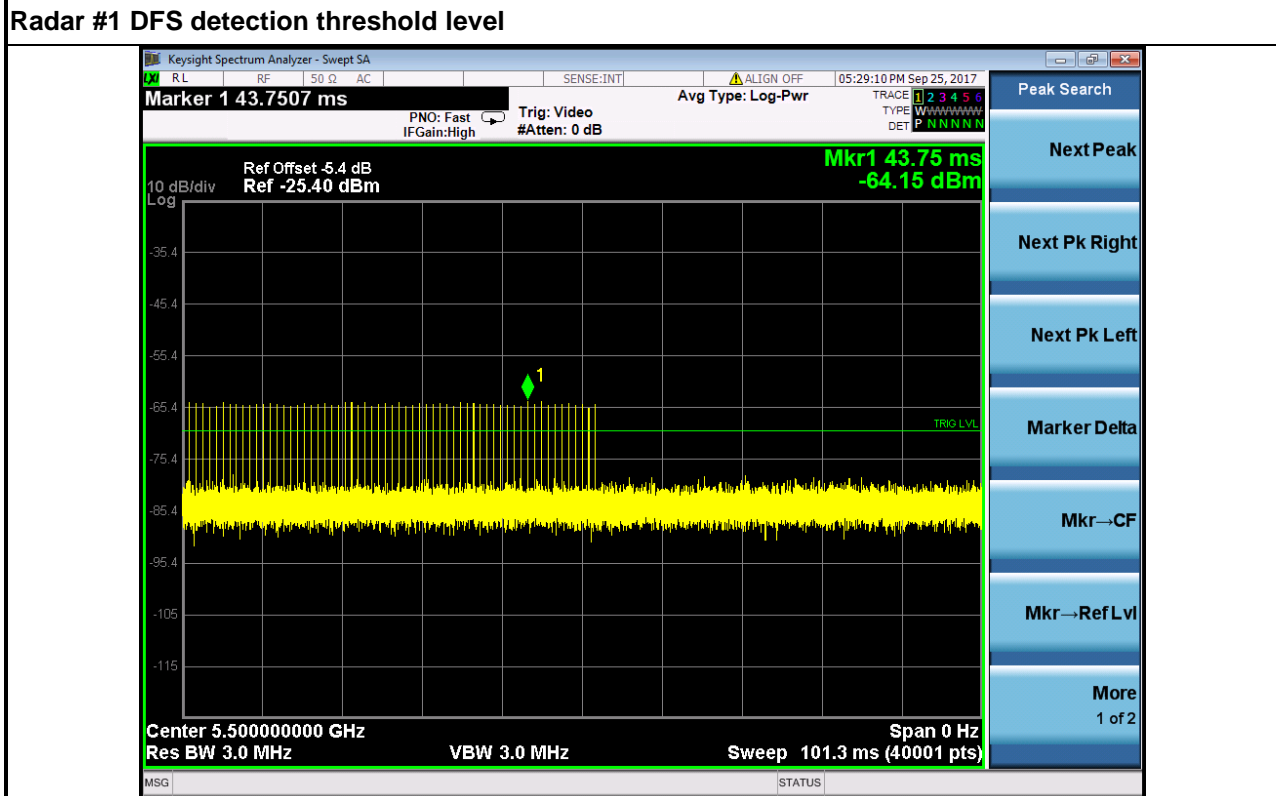 Radar #1 DFS detection threshold level
Keysight Spectrum Analyzer - Swept SA
LXI RL RF 50 Ω AC SENSE:INT ALIGN OFF 05:29:10 PM Sep 25, 2017
Marker 1 43.7507 ms
PNO: Fast
IFGain:High
Trig: Video
#Atten: 0 dB
Avg Type: Log-Pwr
TRACE 1 2 3 4 5 6
TYPE WWWWWW
DET P N N N N N
Peak Search
Next Peak
Next Pk Right
Next Pk Left
Marker Delta
Mkr→CF
Mkr→Ref Lvl
More
1 of 2
Mkr1 43.75 ms
-64.15 dBm
Ref Offset -5.4 dB
10 dB/div Ref -25.40 dBm
Log
-35.4
-45.4
-55.4
1
-65.4
TRIG LVL
-75.4
-85.4
-95.4
-105
-115
Center 5.500000000 GHz Span 0 Hz
Res BW 3.0 MHz VBW 3.0 MHz Sweep 101.3 ms (40001 pts)
MSG STATUS